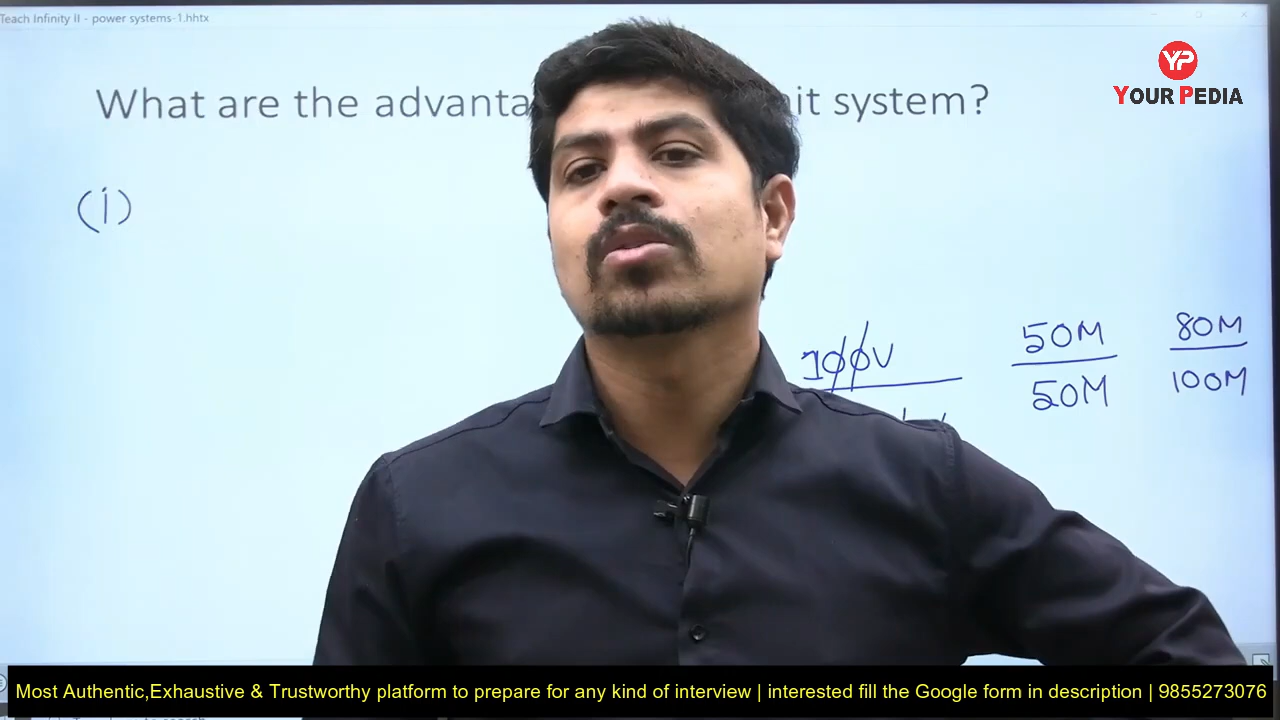 Teach Infinity II - power systems-1.hhtx
YP
YOUR PEDIA
What are the advanta nit system?
(i)
100V
50M
50M
80M
100M
Most Authentic,Exhaustive & Trustworthy platform to prepare for any kind of interview | interested fill the Google form in description | 9855273076